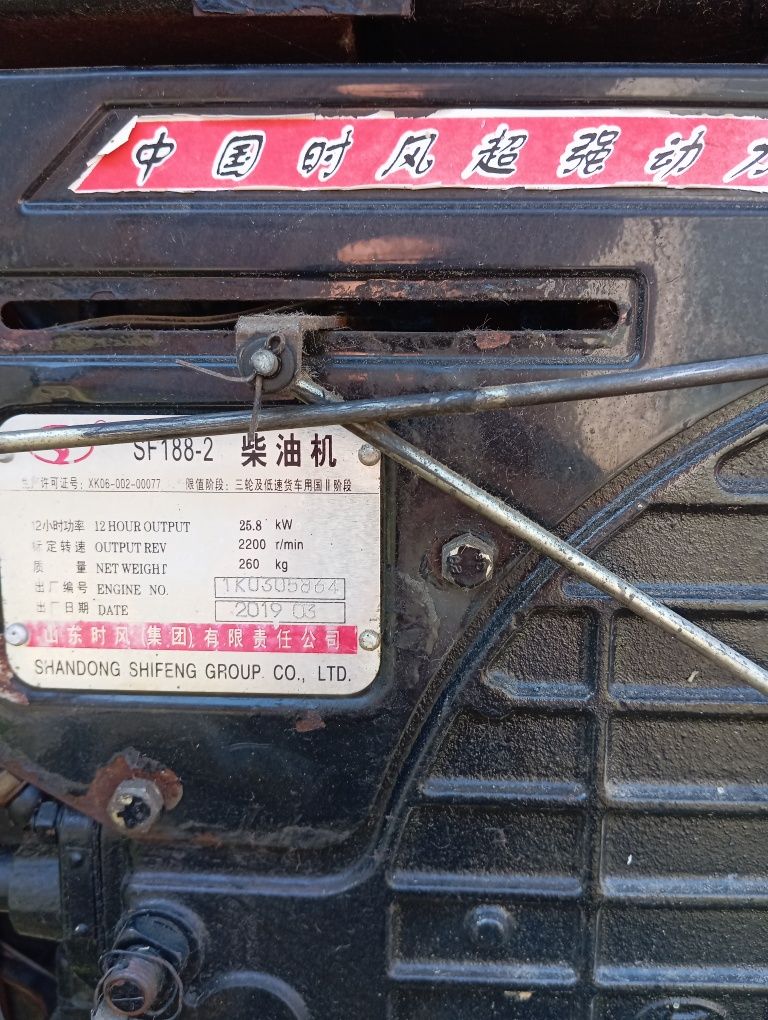 中国时风超强动力
SF188-2 柴油机
生产许可证号：XK06-002-00077 限值阶段：三轮及低速货车用国Ⅱ阶段
12小时功率 12 HOUR OUTPUT 25.8 kW
标定转速 OUTPUT REV 2200 r/min
质量 NET WEIGHT 260 kg
出厂编号 ENGINE NO. 1K0305864
出厂日期 DATE 2019 03
山东时风(集团)有限责任公司
SHANDONG SHIFENG GROUP CO., LTD.